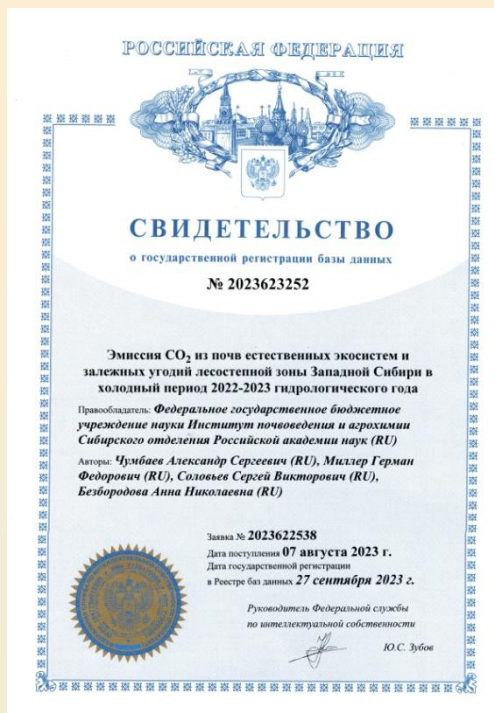 РОССИЙСКАЯ ФЕДЕРАЦИЯ
СВИДЕТЕЛЬСТВО
о государственной регистрации базы данных
№ 2023623252
Эмиссия CO₂ из почв естественных экосистем и
залежных угодий лесостепной зоны Западной Сибири в
холодный период 2022-2023 гидрологического года
Правообладатель: Федеральное государственное бюджетное
учреждение науки Институт почвоведения и агрохимии
Сибирского отделения Российской академии наук (RU)
Авторы: Чумбаев Александр Сергеевич (RU), Миллер Герман
Федорович (RU), Соловьев Сергей Викторович (RU),
Безбородова Анна Николаевна (RU)
Заявка № 2023622538
Дата поступления 07 августа 2023 г.
Дата государственной регистрации
в Реестре баз данных 27 сентября 2023 г.
Руководитель Федеральной службы
по интеллектуальной собственности
Ю.С. Зубов